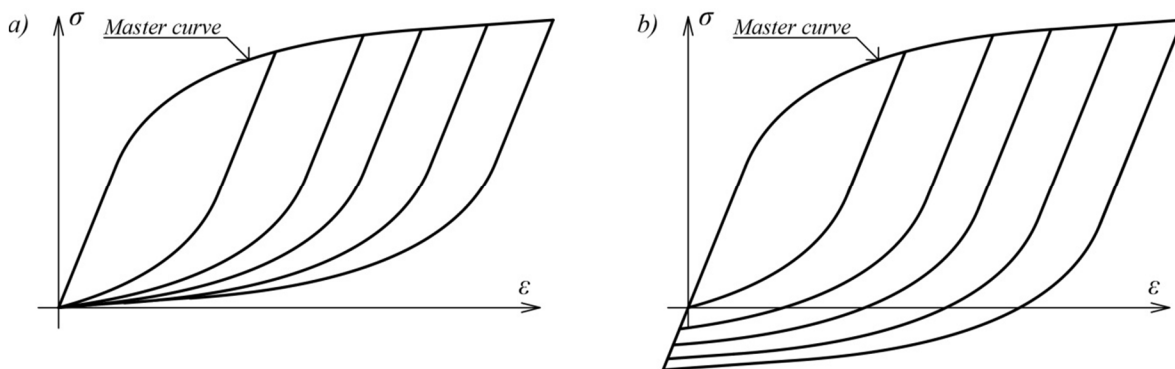 a)
σ
Master curve
ε
b)
σ
Master curve
ε